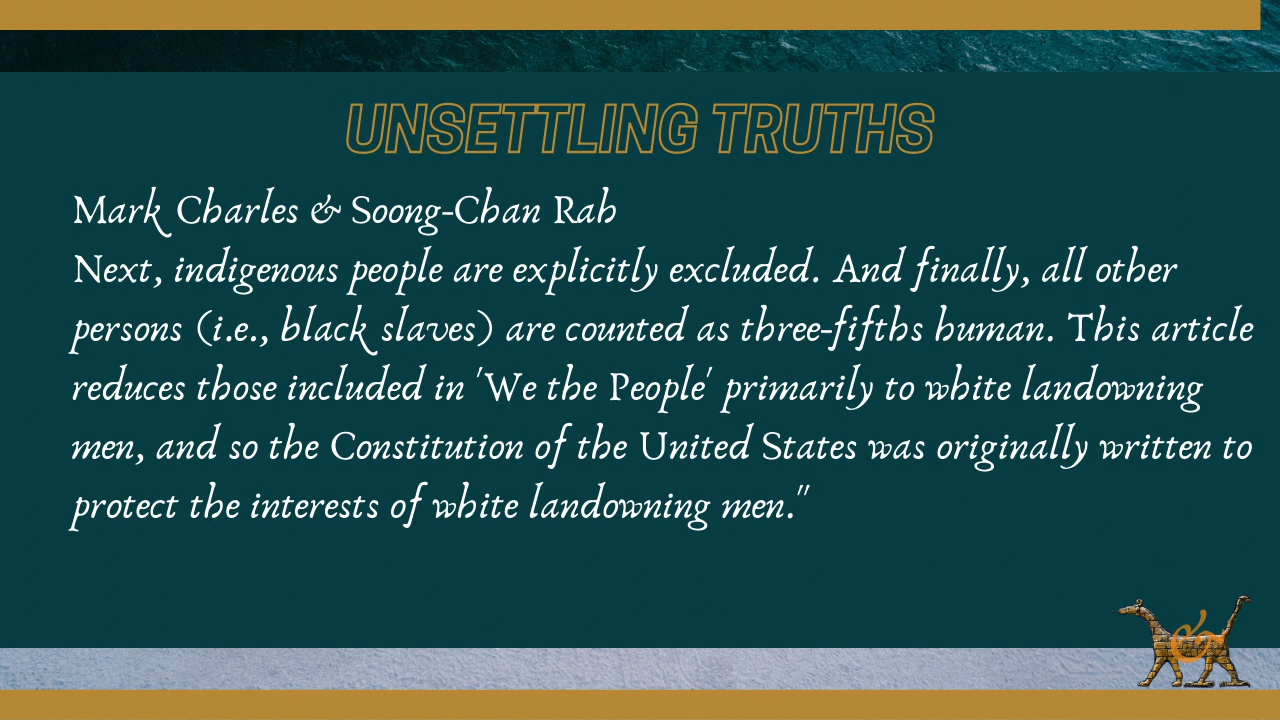 UNSETTLING TRUTHS
Mark Charles & Soong-Chan Rah
Next, indigenous people are explicitly excluded. And finally, all other
persons (i.e., black slaves) are counted as three-fifths human. This article
reduces those included in 'We the People' primarily to white landowning
men, and so the Constitution of the United States was originally written to
protect the interests of white landowning men."
&